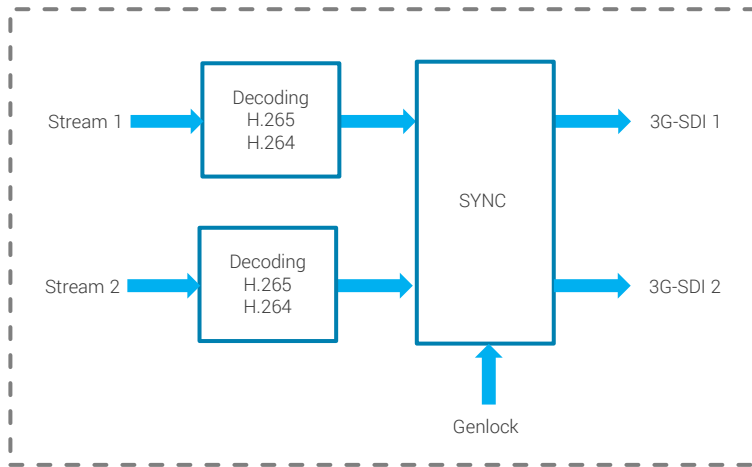 Stream 1
Decoding
H.265
H.264
SYNC
3G-SDI 1
Stream 2
Decoding
H.265
H.264
3G-SDI 2
Genlock